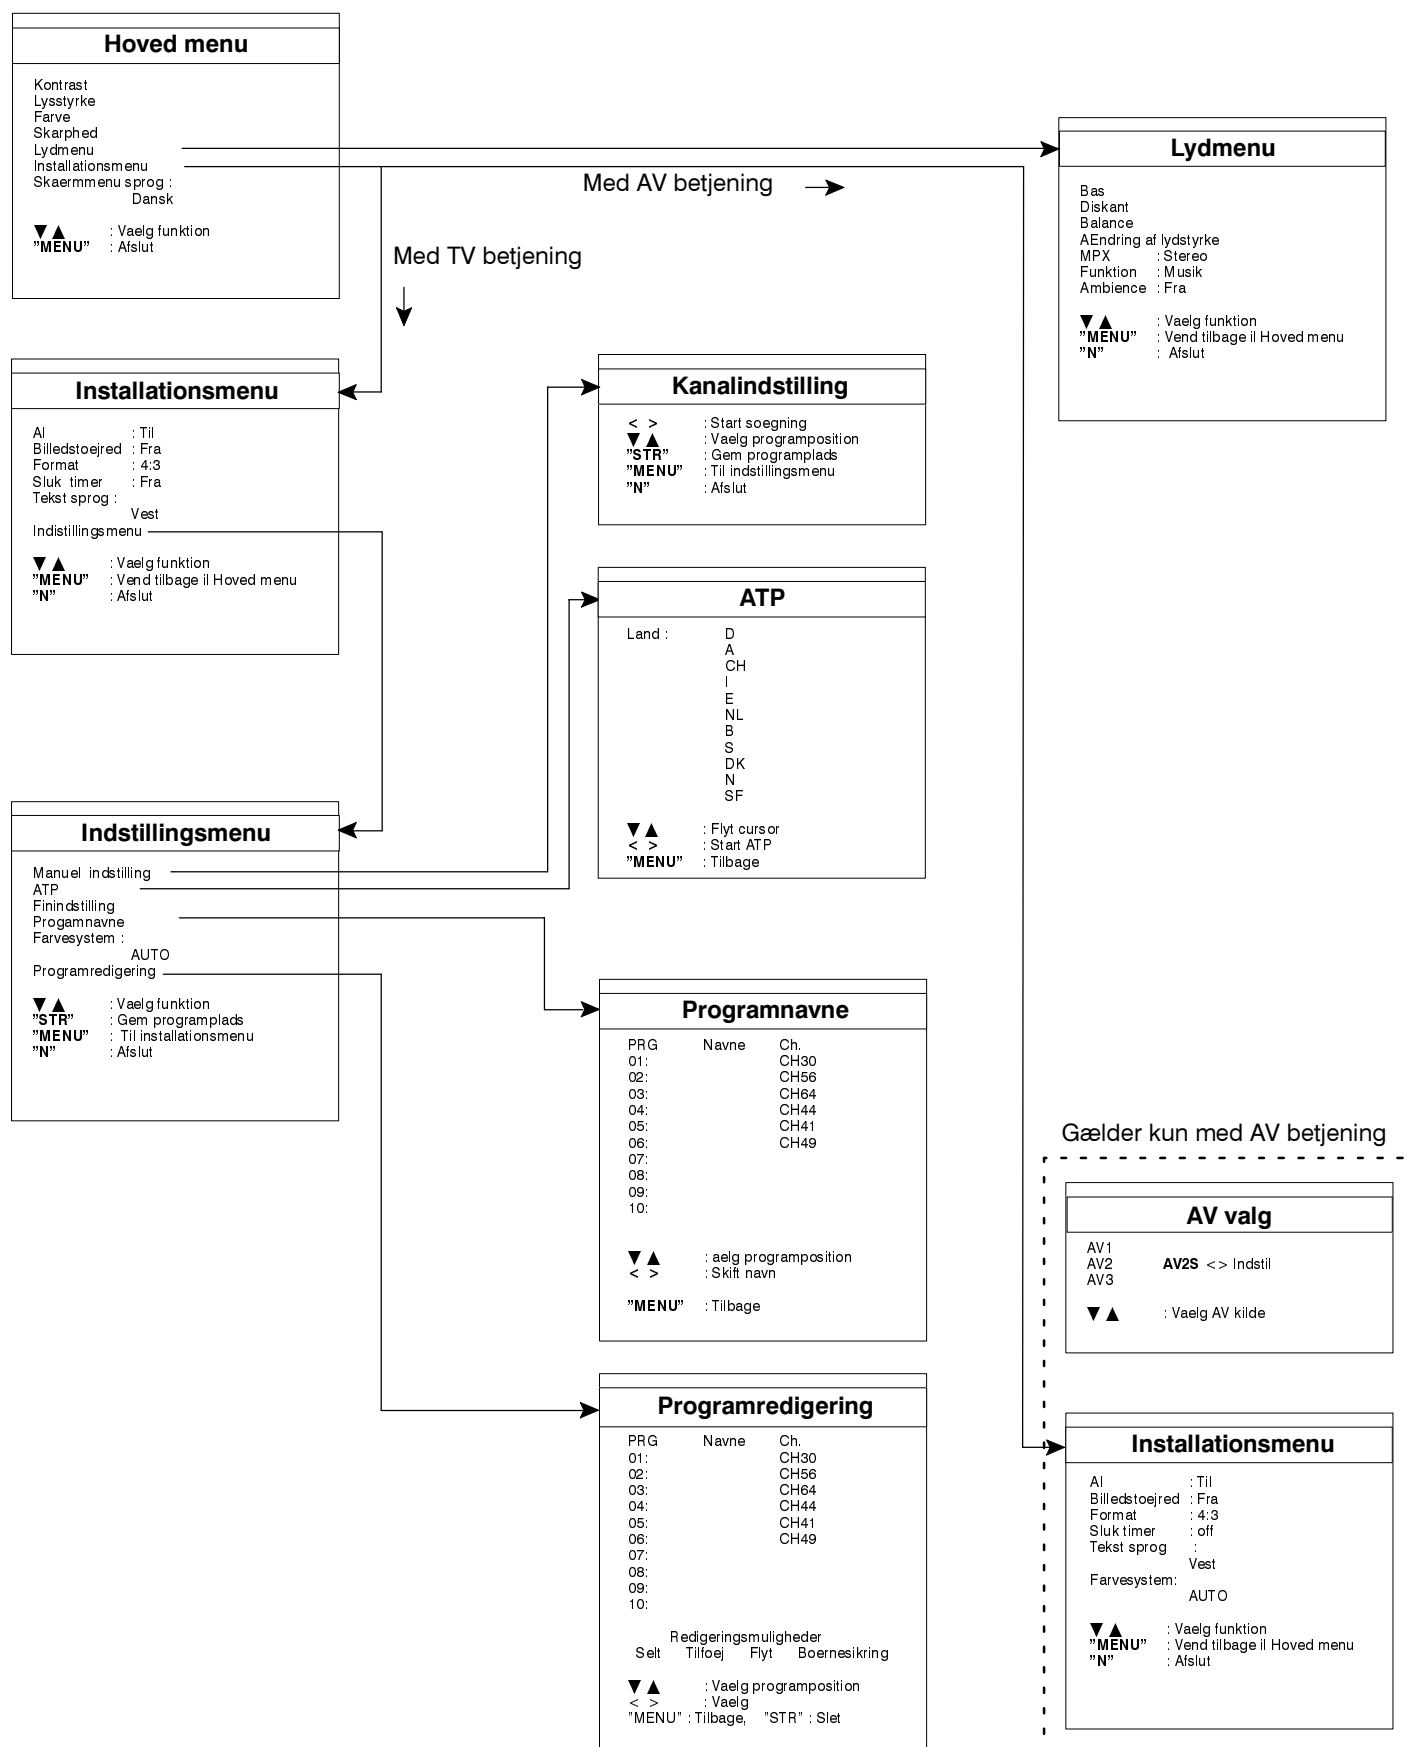 Hoved menu
Kontrast
Lysstyrke
Farve
Skarphed
Lydmenu
Installationsmenu
Skaermmenu sprog :
Dansk
▼ ▲ : Vaelg funktion
”MENU” : Afslut
Med AV betjening
Med TV betjening
Lydmenu
Bas
Diskant
Balance
AEndring af lydstyrke
MPX : Stereo
Funktion : Musik
Ambience : Fra
▼ ▲ : Vaelg funktion
”MENU” : Vend tilbage il Hoved menu
”N” : Afslut
Installationsmenu
AI : Til
Billedstoejred : Fra
Format : 4:3
Sluk timer : Fra
Tekst sprog :
Vest
Indistillingsmenu
▼ ▲ : Vaelg funktion
”MENU” : Vend tilbage il Hoved menu
”N” : Afslut
Kanalindstilling
< > : Start soegning
▼ ▲ : Vaelg programposition
”STR” : Gem programplads
”MENU” : Til indstillingsmenu
”N” : Afslut
ATP
Land : D
A
CH
I
E
NL
B
S
DK
N
SF
▼ ▲ : Flyt cursor
< > : Start ATP
”MENU” : Tilbage
Indstillingsmenu
Manuel indstilling
ATP
Finindstilling
Progamnavne
Farvesystem :
AUTO
Programredigering
▼ ▲ : Vaelg funktion
”STR” : Gem programplads
”MENU” : Til installationsmenu
”N” : Afslut
Programnavne
PRG Navne Ch.
01: CH30
02: CH56
03: CH64
04: CH44
05: CH41
06: CH49
07:
08:
09:
10:
▼ ▲ : aelg programposition
< > : Skift navn
”MENU” : Tilbage
Programredigering
PRG Navne Ch.
01: CH30
02: CH56
03: CH64
04: CH44
05: CH41
06: CH49
07:
08:
09:
10:
Redigeringsmuligheder
Selt Tilfoej Flyt Boernesikring
▼ ▲ : Vaelg programposition
< > : Vaelg
”MENU” : Tilbage, ”STR” : Slet
Gælder kun med AV betjening
AV valg
AV1
AV2 AV2S <> Indstil
AV3
▼ ▲ : Vaelg AV kilde
Installationsmenu
AI : Til
Billedstoejred : Fra
Format : 4:3
Sluk timer : off
Tekst sprog :
Vest
Farvesystem:
AUTO
▼ ▲ : Vaelg funktion
”MENU” : Vend tilbage il Hoved menu
”N” : Afslut